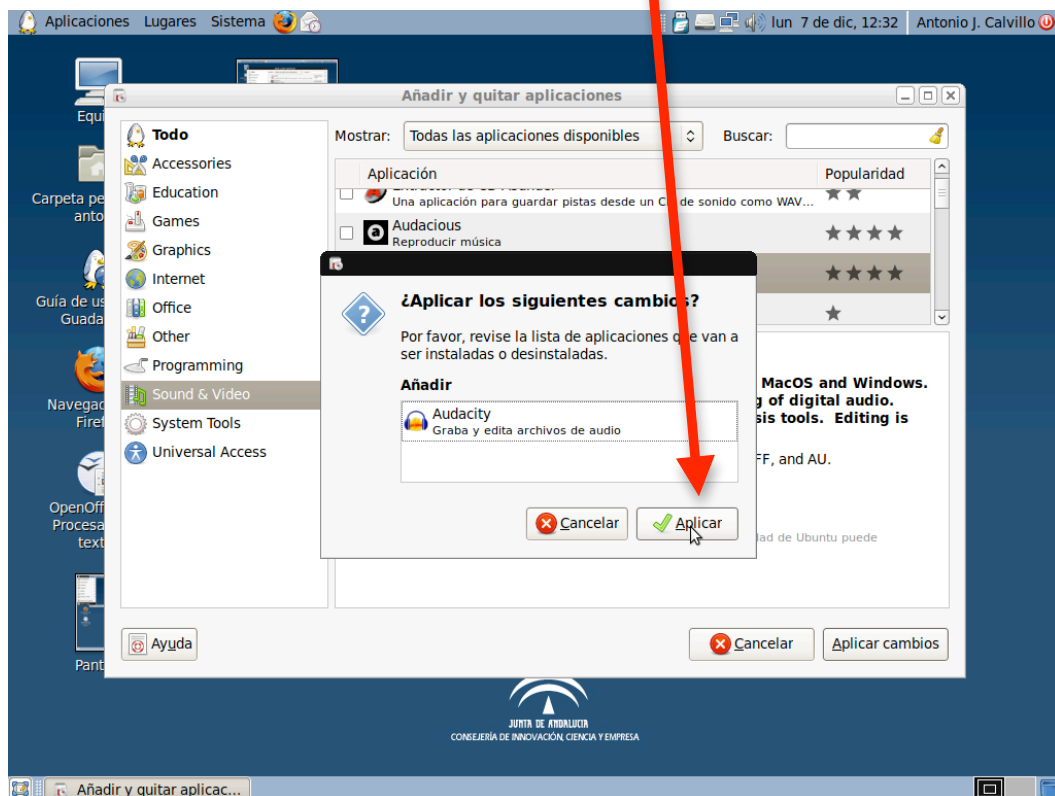 Aplicaciones Lugares Sistema
lun 7 de dic, 12:32 Antonio J. Calvillo
Añadir y quitar aplicaciones
Mostrar: Todas las aplicaciones disponibles Buscar:
Todo
Accessories
Education
Games
Graphics
Internet
Office
Other
Programming
Sound & Video
System Tools
Universal Access
Aplicación Popularidad
Una aplicación para guardar pistas desde un CD de sonido como WAV...
Audacious
Reproducir música
¿Aplicar los siguientes cambios?
Por favor, revise la lista de aplicaciones que van a
ser instaladas o desinstaladas.
Añadir
Audacity
Graba y edita archivos de audio
Cancelar Aplicar
MacOS and Windows.
of digital audio.
tools. Editing is
and AU.
de Ubuntu puede
Ayuda
Cancelar Aplicar cambios
Carpeta
Guía de
JUNTA DE ANDALUCIA
CONSEJERÍA DE INNOVACIÓN, CIENCIA Y EMPRESA
Añadir y quitar aplicac...